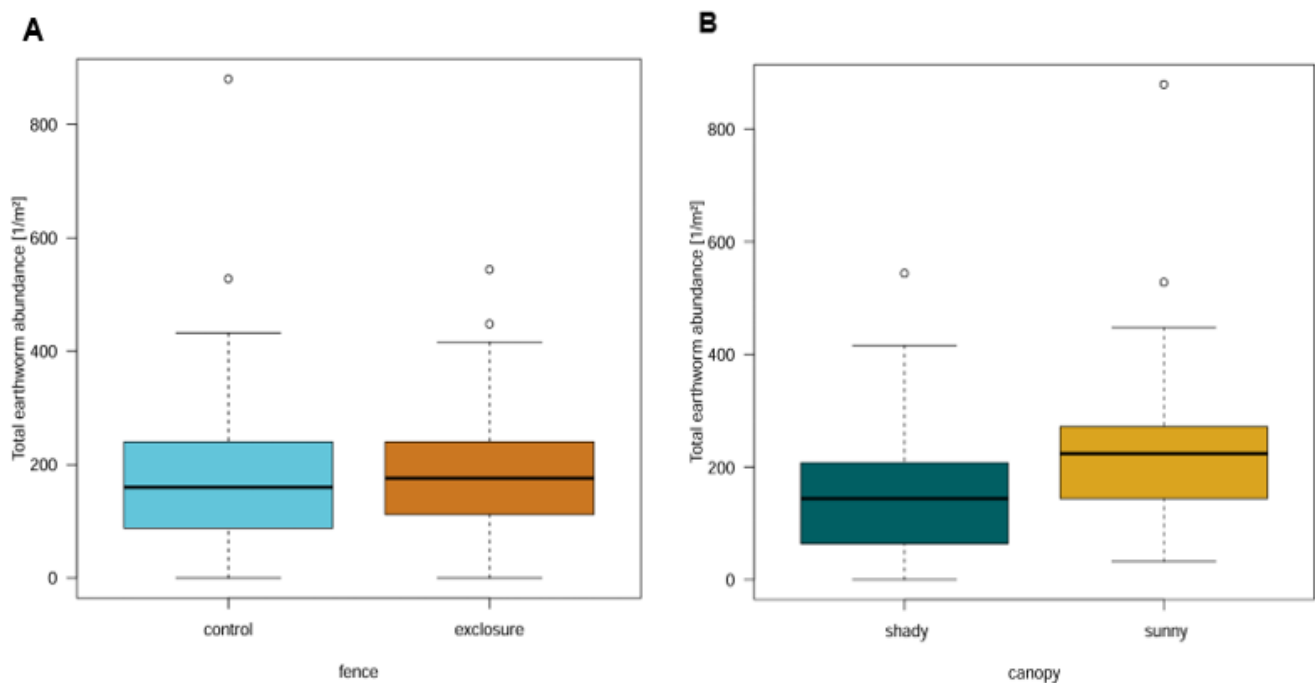 A
Total earthworm abundance [1/m²]
800
600
400
200
0
control exclosure
fence
B
Total earthworm abundance [1/m²]
800
600
400
200
0
shady sunny
canopy